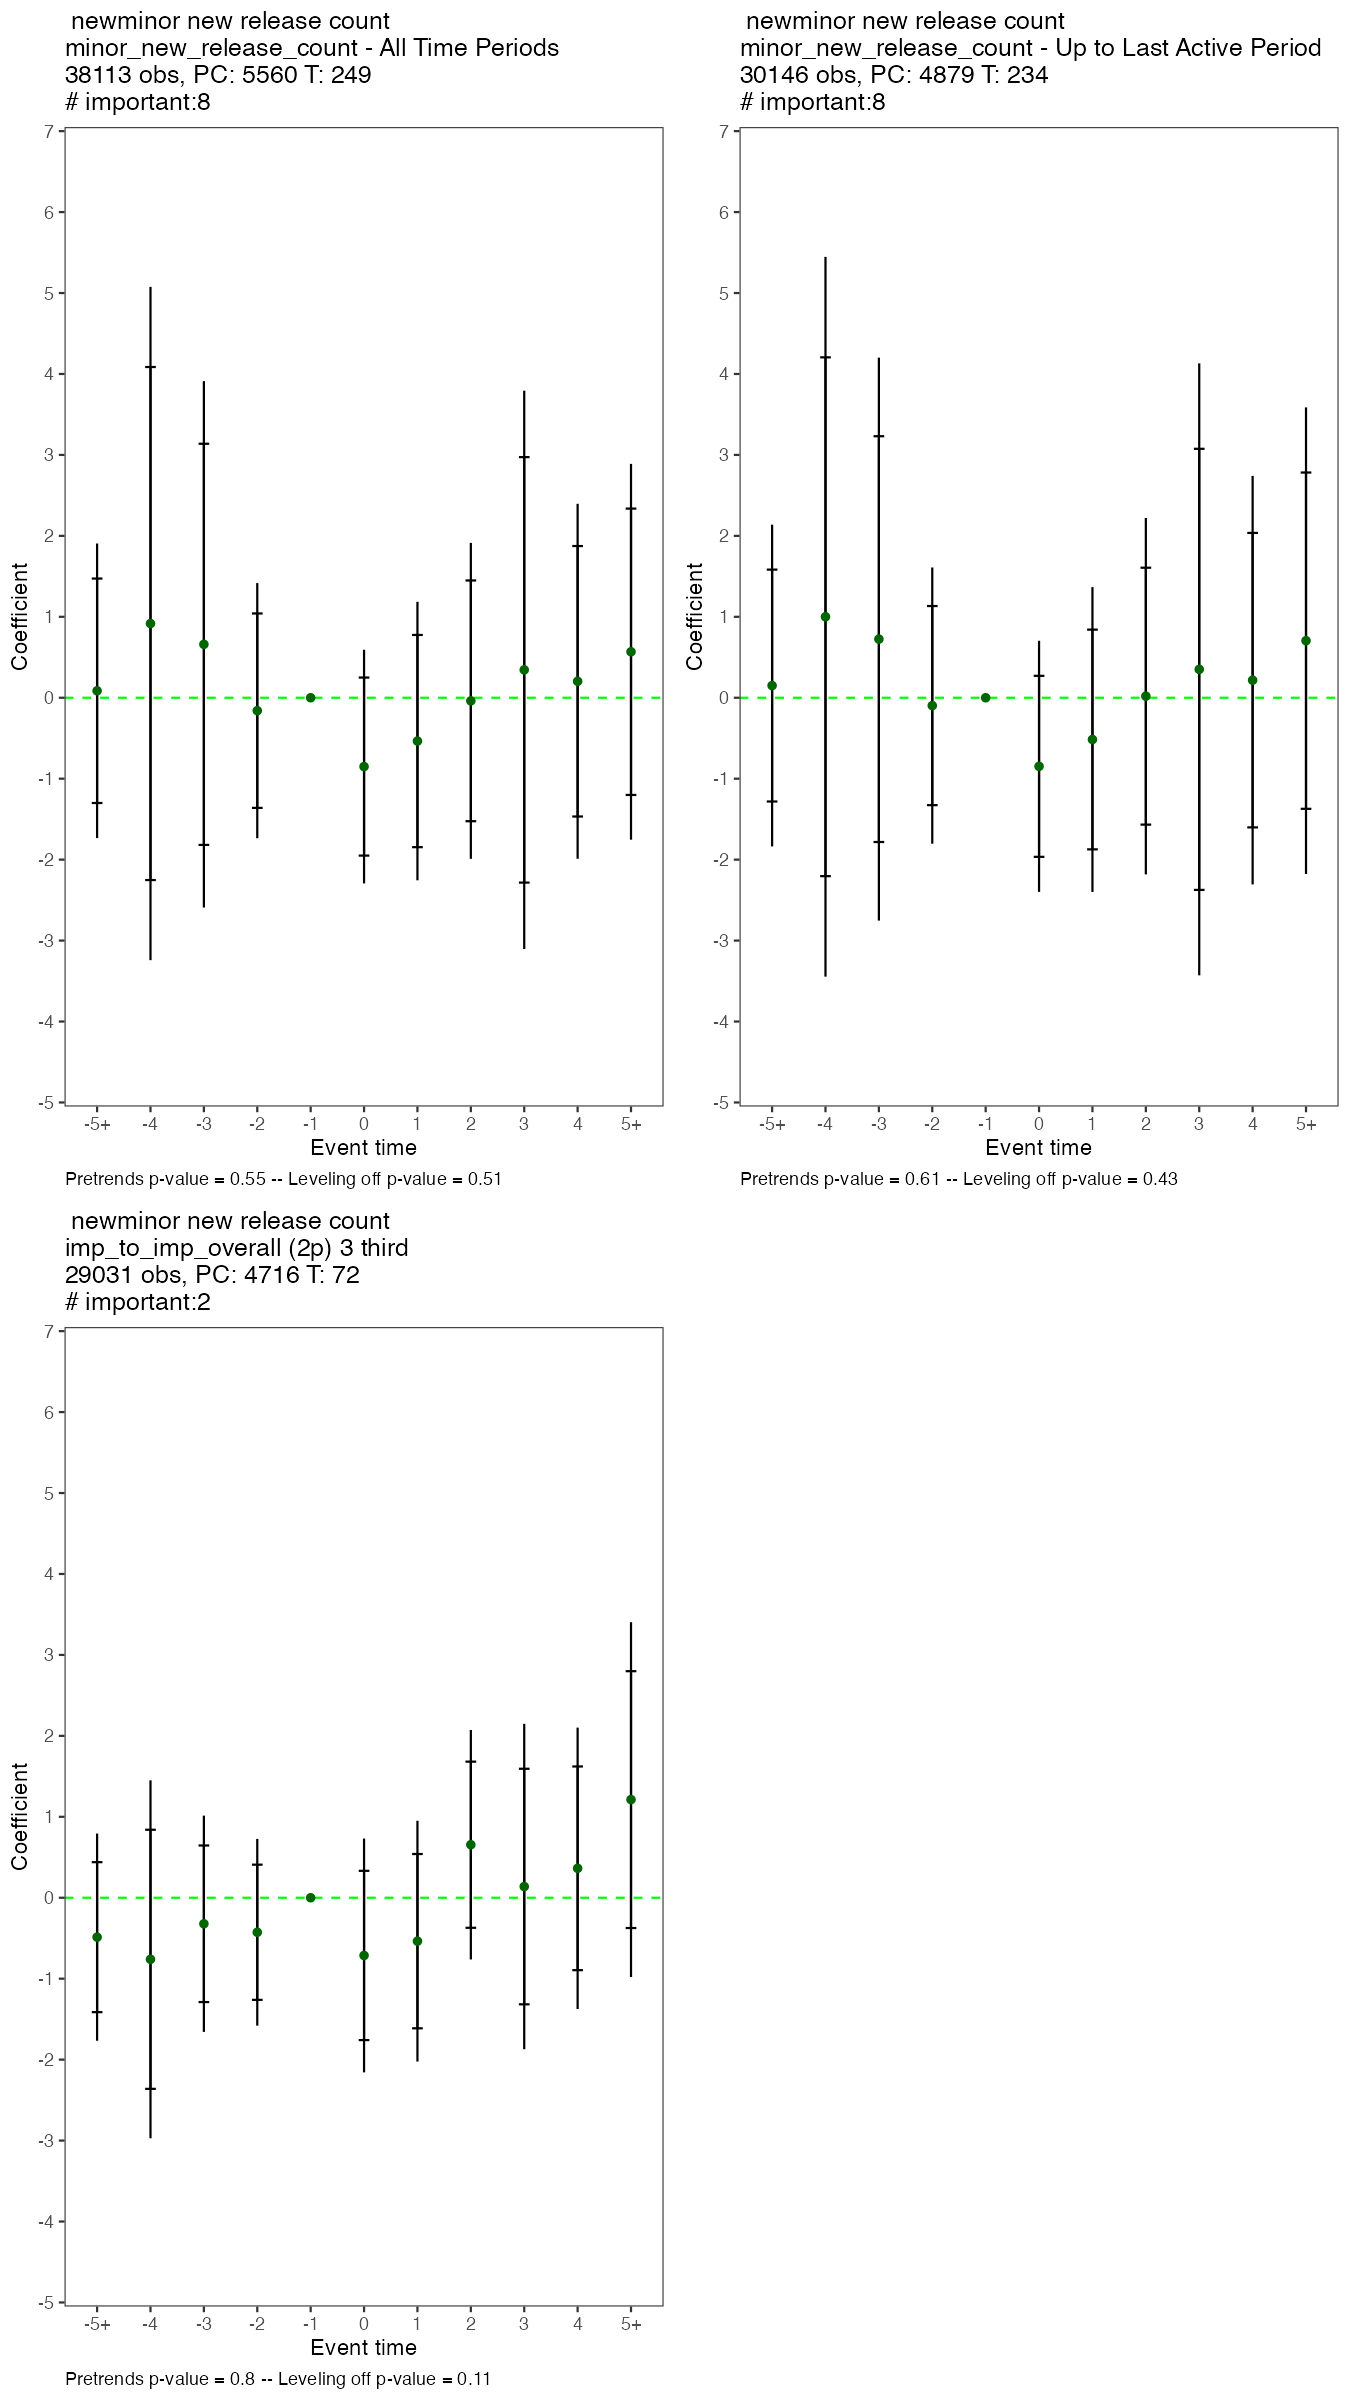 newminor new release count
minor_new_release_count - All Time Periods
38113 obs, PC: 5560 T: 249
# important:8
7
6
5
4
3
2
1
0
-1
-2
-3
-4
-5
Coefficient
-5+ -4 -3 -2 -1 0 1 2 3 4 5+
Event time
Pretrends p-value = 0.55 -- Leveling off p-value = 0.51
newminor new release count
minor_new_release_count - Up to Last Active Period
30146 obs, PC: 4879 T: 234
# important:8
7
6
5
4
3
2
1
0
-1
-2
-3
-4
-5
Coefficient
-5+ -4 -3 -2 -1 0 1 2 3 4 5+
Event time
Pretrends p-value = 0.61 -- Leveling off p-value = 0.43
newminor new release count
imp_to_imp_overall (2p) 3 third
29031 obs, PC: 4716 T: 72
# important:2
7
6
5
4
3
2
1
0
-1
-2
-3
-4
-5
Coefficient
-5+ -4 -3 -2 -1 0 1 2 3 4 5+
Event time
Pretrends p-value = 0.8 -- Leveling off p-value = 0.11